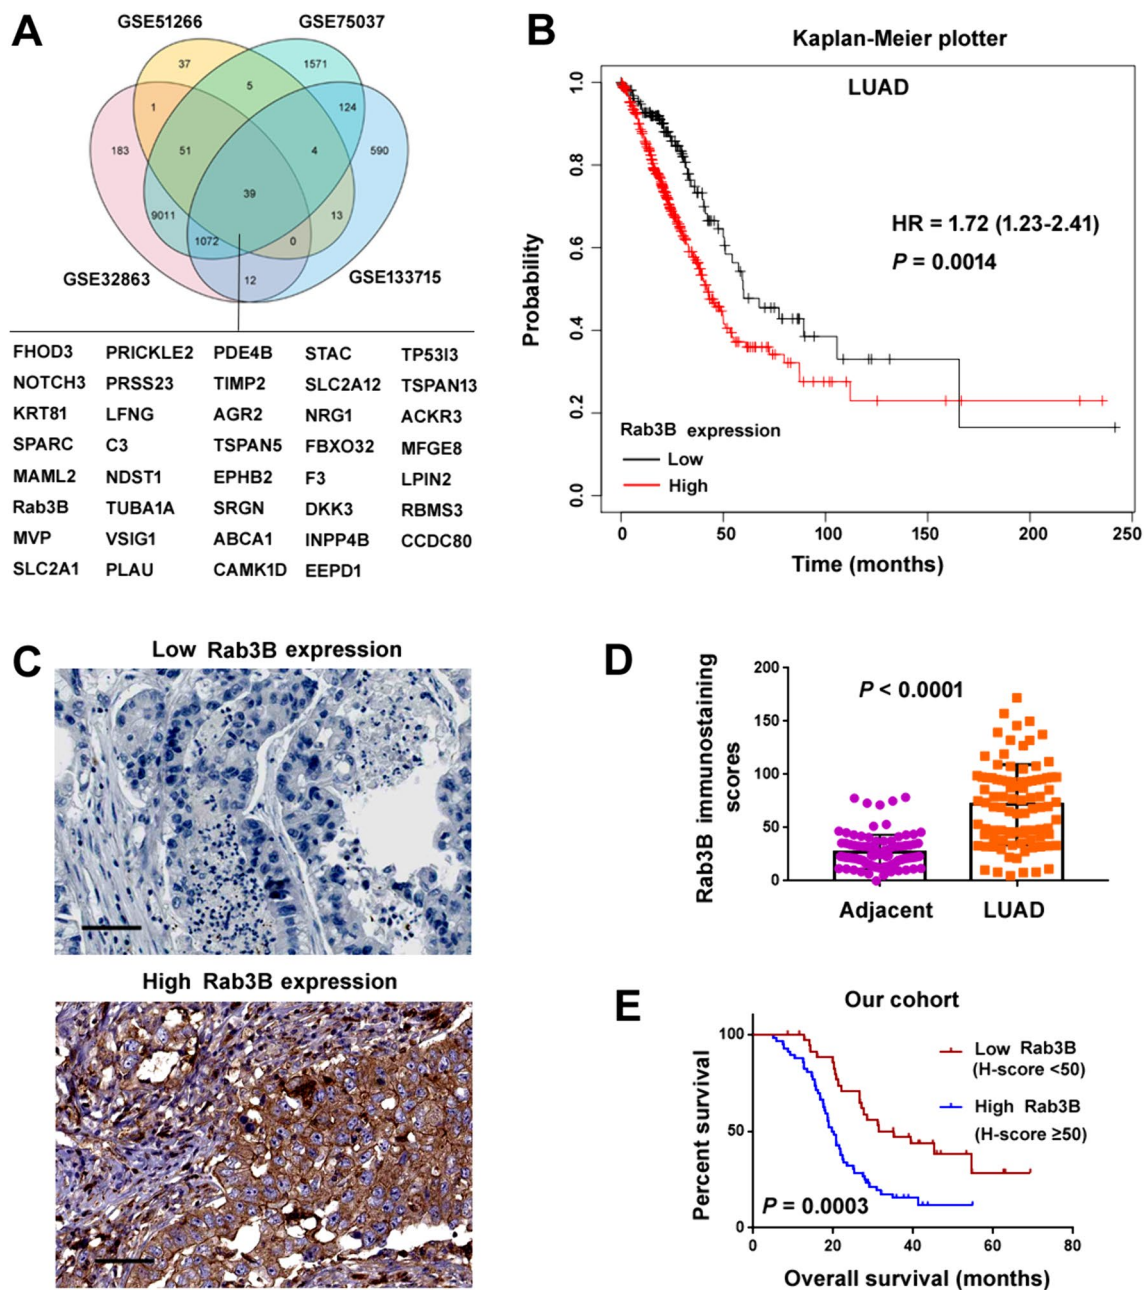 A
GSE51266
GSE75037
37
1571
5
1
124
183
51
4
590
39
9011
13
1072
0
GSE32863
GSE133715
12
FHOD3 PRICKLE2 PDE4B STAC TP53I3
NOTCH3 PRSS23 TIMP2 SLC2A12 TSPAN13
KRT81 LFNG AGR2 NRG1 ACKR3
SPARC C3 TSPAN5 FBXO32 MFGE8
MAML2 NDST1 EPHB2 F3 LPIN2
Rab3B TUBA1A SRGN DKK3 RBMS3
MVP VSIG1 ABCA1 INPP4B CCDC80
SLC2A1 PLAU CAMK1D EEPD1
B
Kaplan-Meier plotter
LUAD
HR = 1.72 (1.23-2.41)
P = 0.0014
Probability
1.0
0.8
0.6
0.4
0.2
0.0
Rab3B expression
Low
High
0 50 100 150 200 250
Time (months)
C
Low Rab3B expression
High Rab3B expression
D
Rab3B immunostaining
scores
200
150
100
50
0
P < 0.0001
Adjacent LUAD
E
Our cohort
Percent survival
100
50
0
Low Rab3B
(H-score <50)
High Rab3B
(H-score ≥50)
P = 0.0003
0 20 40 60 80
Overall survival (months)